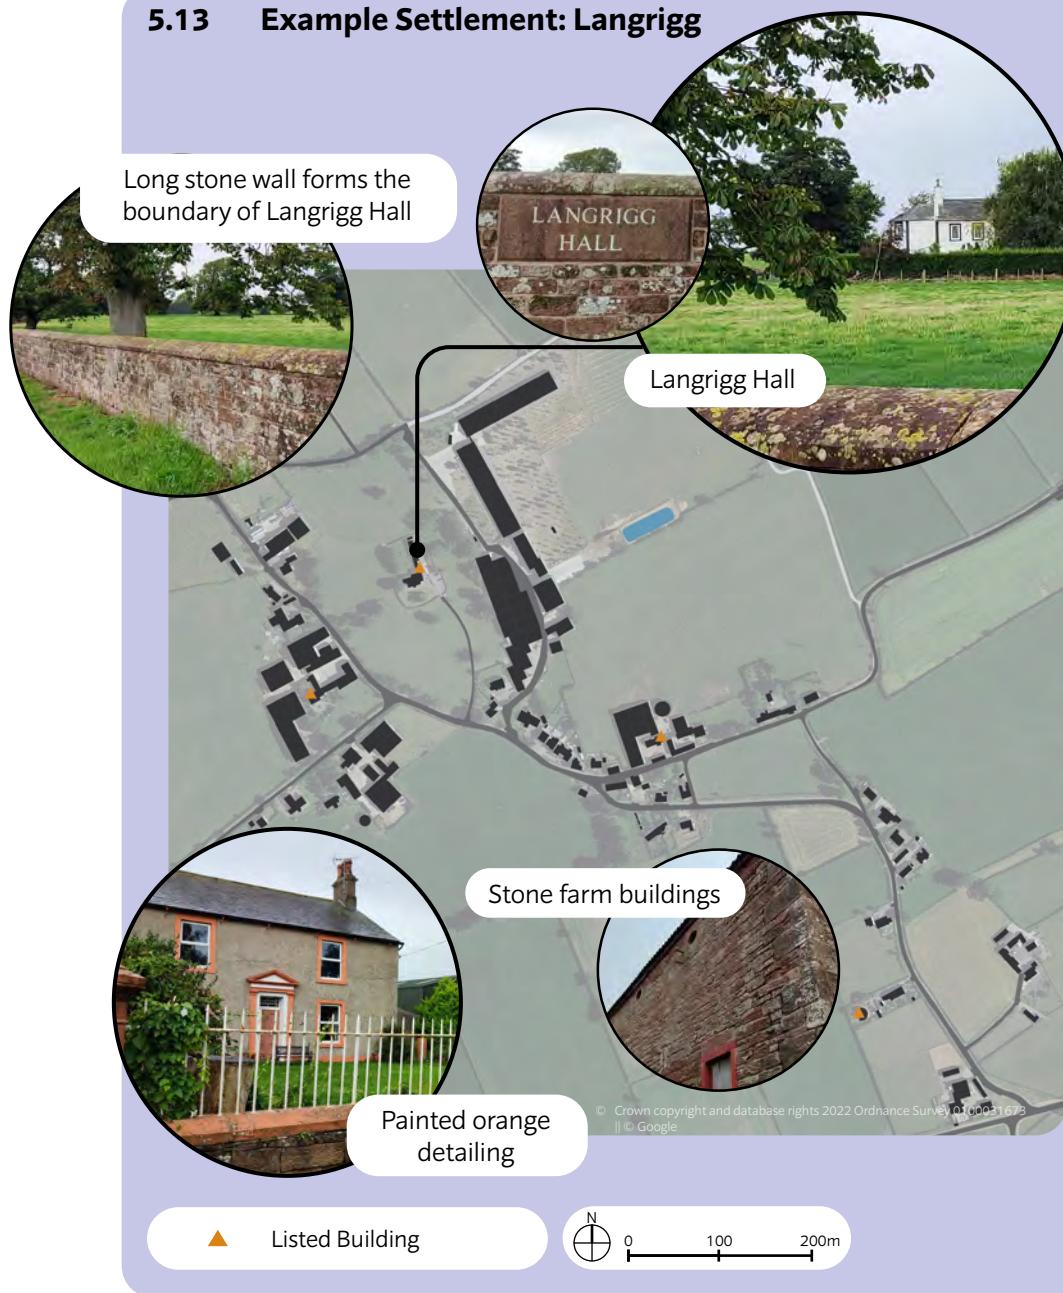 5.13 Example Settlement: Langrigg
Long stone wall forms the
boundary of Langrigg Hall
LANGRIGG
HALL
Langrigg Hall
Stone farm buildings
Painted orange
detailing
© Crown copyright and database rights 2022 Ordnance Survey 0100031673
|| © Google
Listed Building
N
0 100 200m